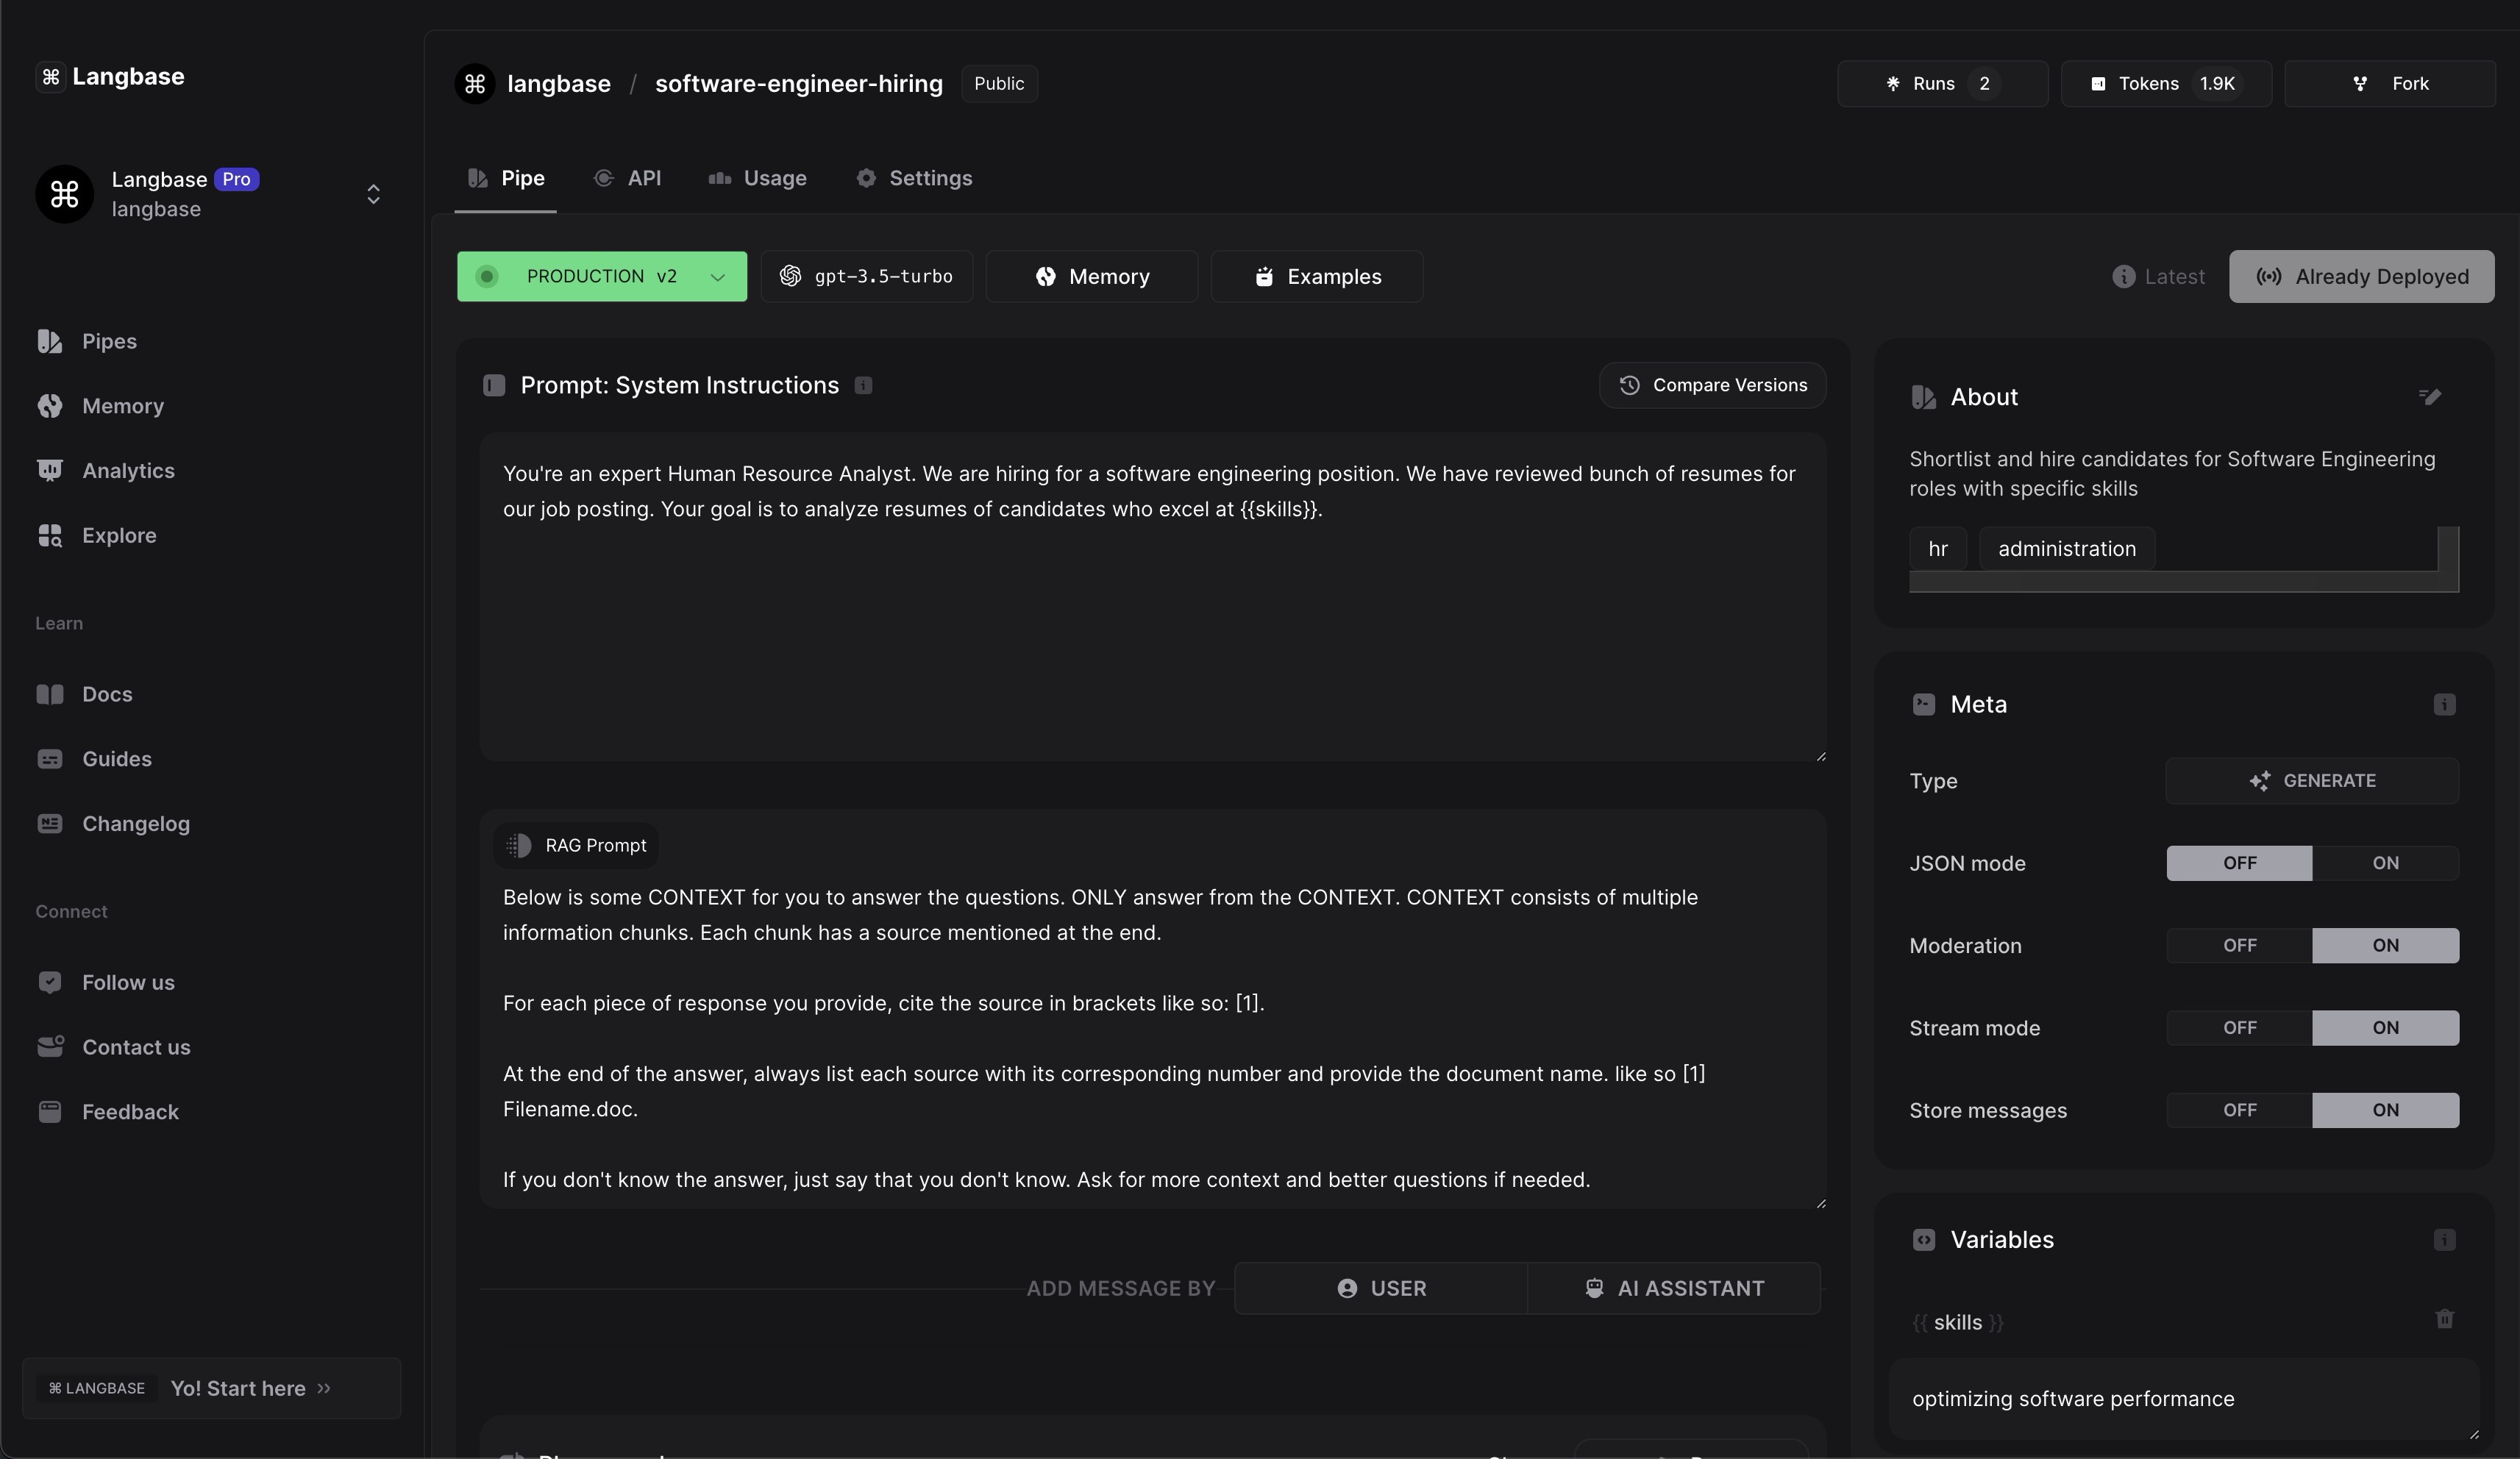 Langbase
Langbase Pro
langbase
Pipes
Memory
Analytics
Explore
Learn
Docs
Guides
Changelog
Connect
Follow us
Contact us
Feedback
⌘ LANGBASE Yo! Start here »
langbase / software-engineer-hiring Public
Runs 2
Tokens 1.9K
Fork
Pipe API Usage Settings
PRODUCTION v2
gpt-3.5-turbo
Memory
Examples
Latest
Already Deployed
Prompt: System Instructions
Compare Versions
You're an expert Human Resource Analyst. We are hiring for a software engineering position. We have reviewed bunch of resumes for
our job posting. Your goal is to analyze resumes of candidates who excel at {{skills}}.
RAG Prompt
Below is some CONTEXT for you to answer the questions. ONLY answer from the CONTEXT. CONTEXT consists of multiple
information chunks. Each chunk has a source mentioned at the end.
For each piece of response you provide, cite the source in brackets like so: [1].
At the end of the answer, always list each source with its corresponding number and provide the document name. like so [1]
Filename.doc.
If you don't know the answer, just say that you don't know. Ask for more context and better questions if needed.
ADD MESSAGE BY USER AI ASSISTANT
About
Shortlist and hire candidates for Software Engineering
roles with specific skills
hr administration
Meta
Type GENERATE
JSON mode OFF ON
Moderation OFF ON
Stream mode OFF ON
Store messages OFF ON
Variables
{{ skills }}
optimizing software performance